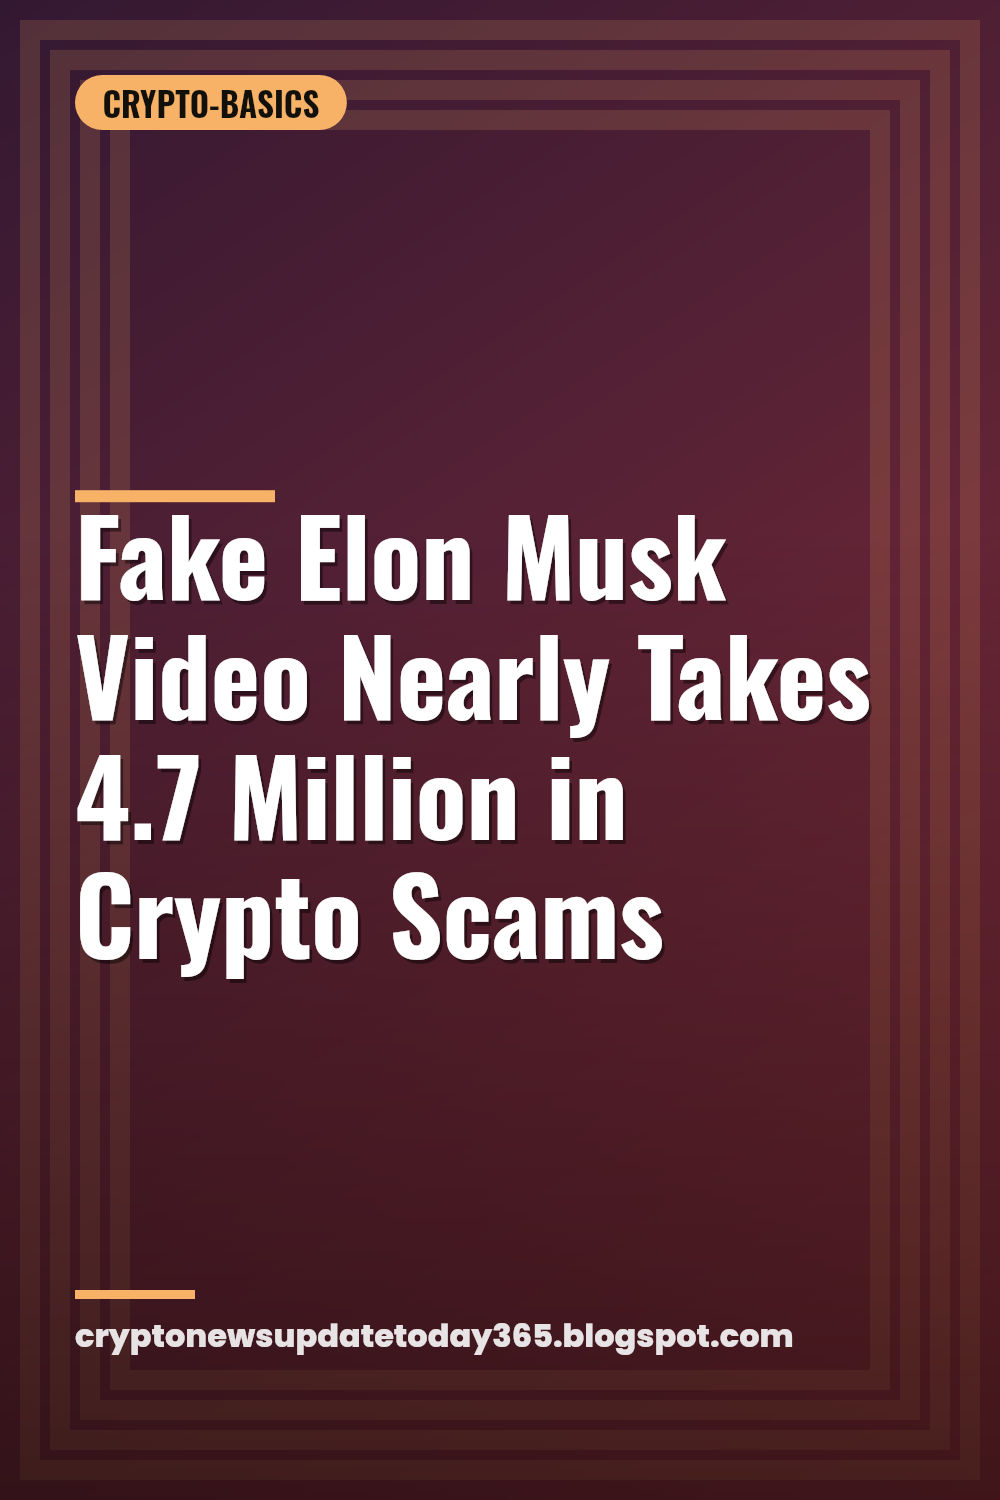 CRYPTO-BASICS
Fake Elon Musk
Video Nearly Takes
4.7 Million in
Crypto Scams
cryptonewsupdatetoday365.blogspot.com